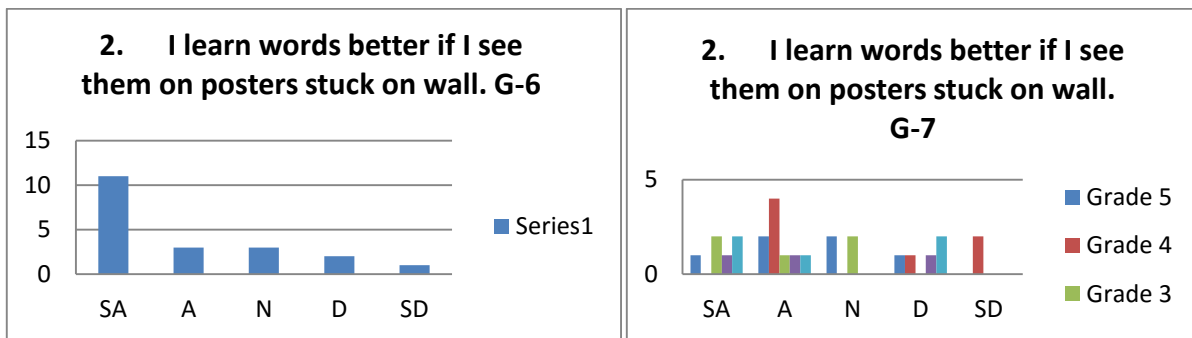 2. I learn words better if I see
them on posters stuck on wall. G-6
15
10
5
0
SA A N D SD
Series1
2. I learn words better if I see
them on posters stuck on wall.
G-7
5
0
SA A N D SD
Grade 5
Grade 4
Grade 3